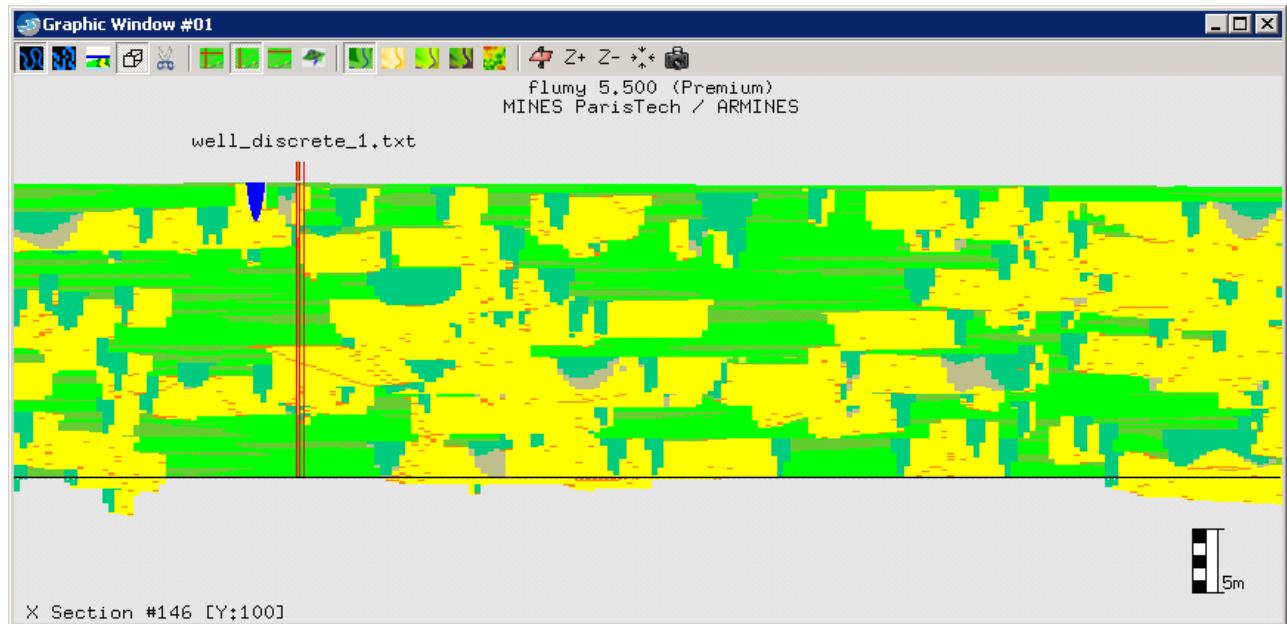 Graphic Window #01
Z+ Z-
flumy 5.500 (Premium)
MINES ParisTech / ARMINES
well_discrete_1.txt
5m
X Section #146 [Y:100]